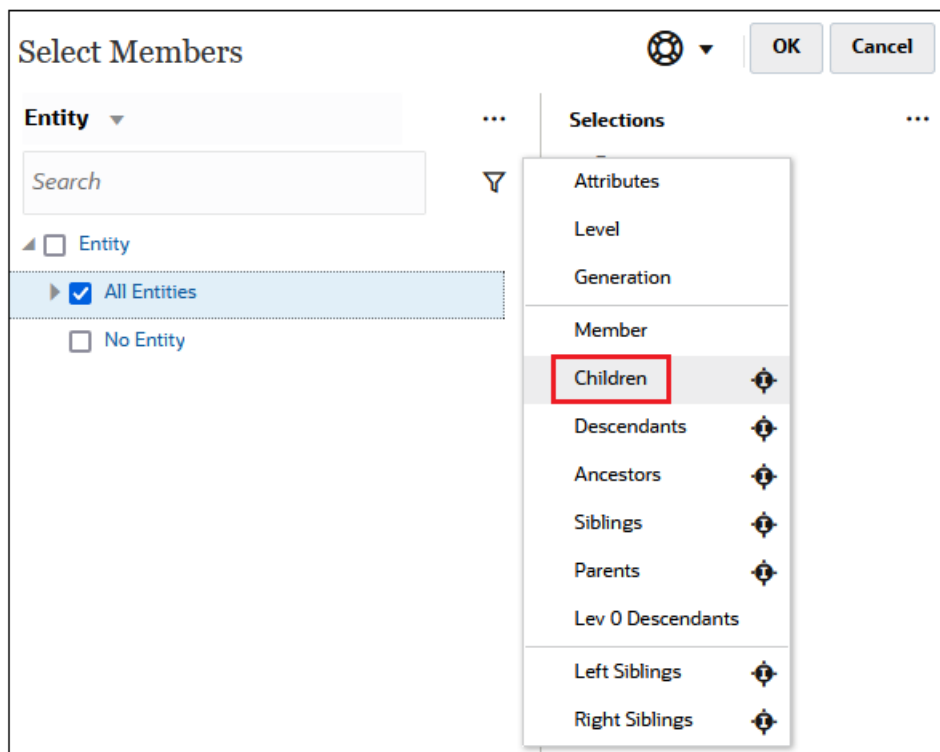 Select Members
OK
Cancel
Entity
...
Selections
...
Search
Entity
All Entities
No Entity
Attributes
Level
Generation
Member
Children
Descendants
Ancestors
Siblings
Parents
Lev 0 Descendants
Left Siblings
Right Siblings